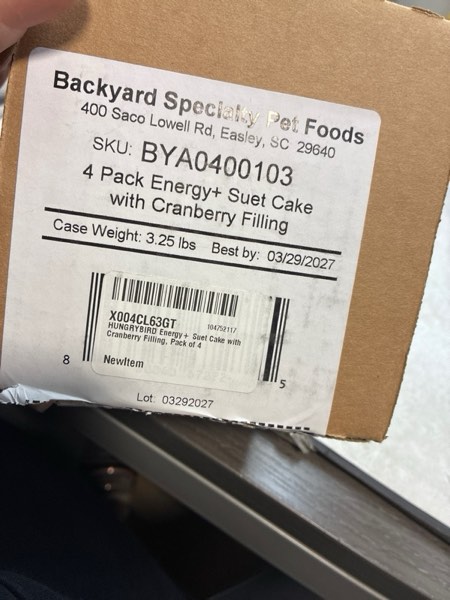 Backyard Specialty Pet Foods
400 Saco Lowell Rd, Easley, SC 29640
SKU: BYA0400103
4 Pack Energy+ Suet Cake
with Cranberry Filling
Case Weight: 3.25 lbs Best by: 03/29/2027
X004CL63GT 104752117
HUNGRYBIRD Energy+ Suet Cake with
Cranberry Filling, Pack of 4
NewItem
8 5
Lot: 03292027